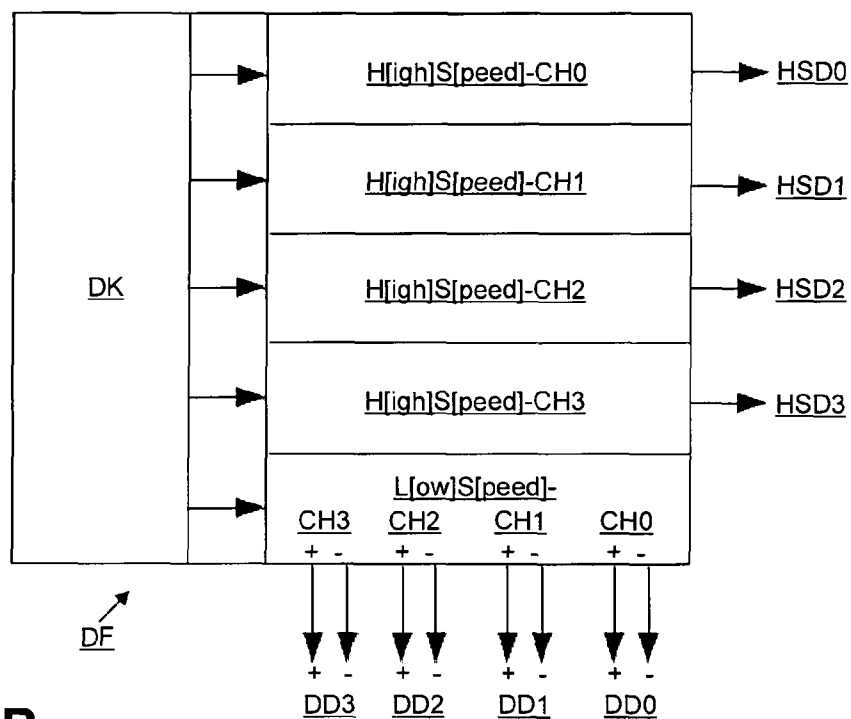 H[igh]S[peed]-CH0 HSD0
H[igh]S[peed]-CH1 HSD1
DK H[igh]S[peed]-CH2 HSD2
H[igh]S[peed]-CH3 HSD3
L[ow]S[peed]-
CH3 CH2 CH1 CH0
+ - + - + - + -
DF
+ - + - + - + -
DD3 DD2 DD1 DD0